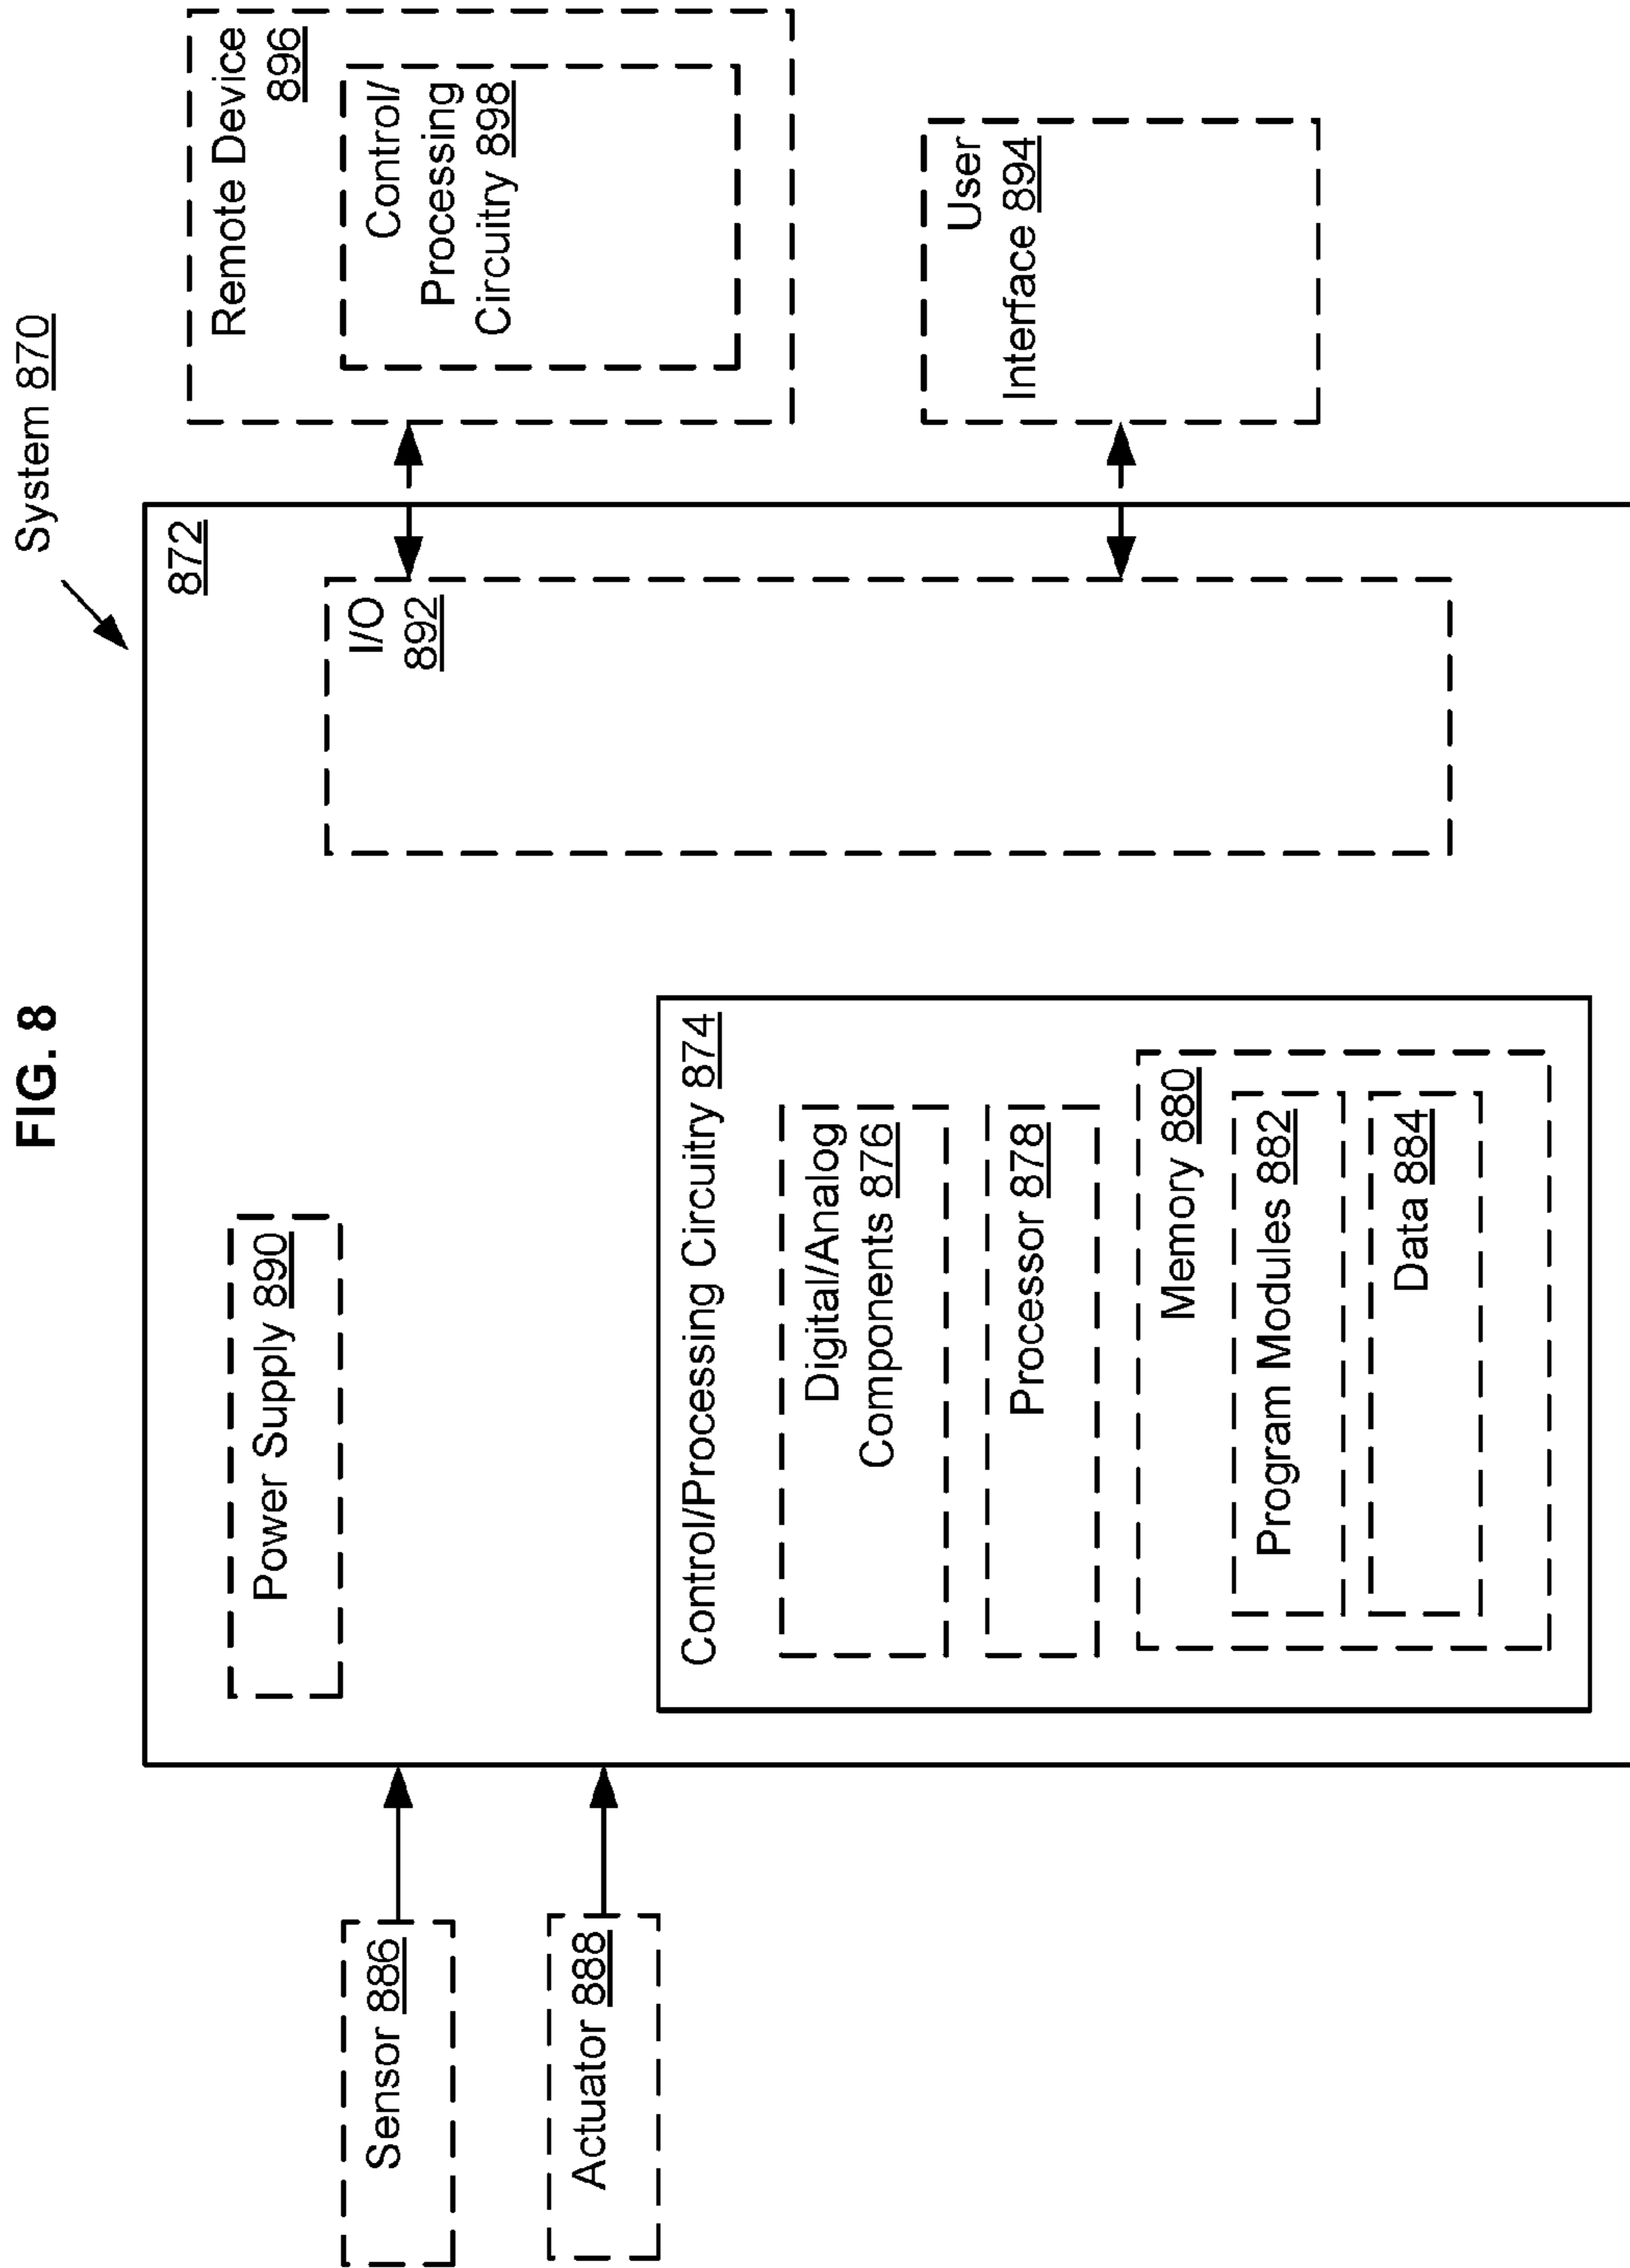 FIG. 8
System 870
872
Power Supply 890
Sensor 886
Actuator 888
Control/Processing Circuitry 874
Digital/Analog
Components 876
Processor 878
Memory 880
Program Modules 882
Data 884
I/O
892
Remote Device
896
Control/
Processing
Circuitry 898
User
Interface 894